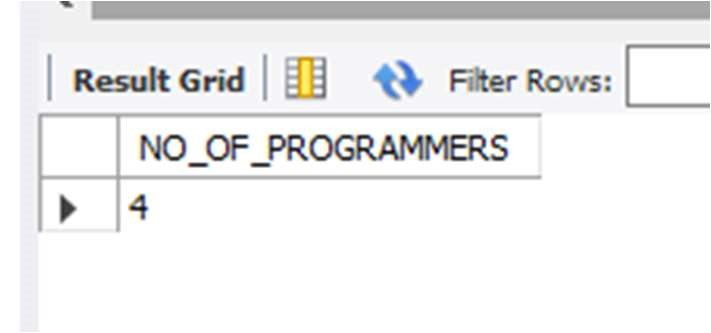 Result Grid Filter Rows:
NO_OF_PROGRAMMERS
4